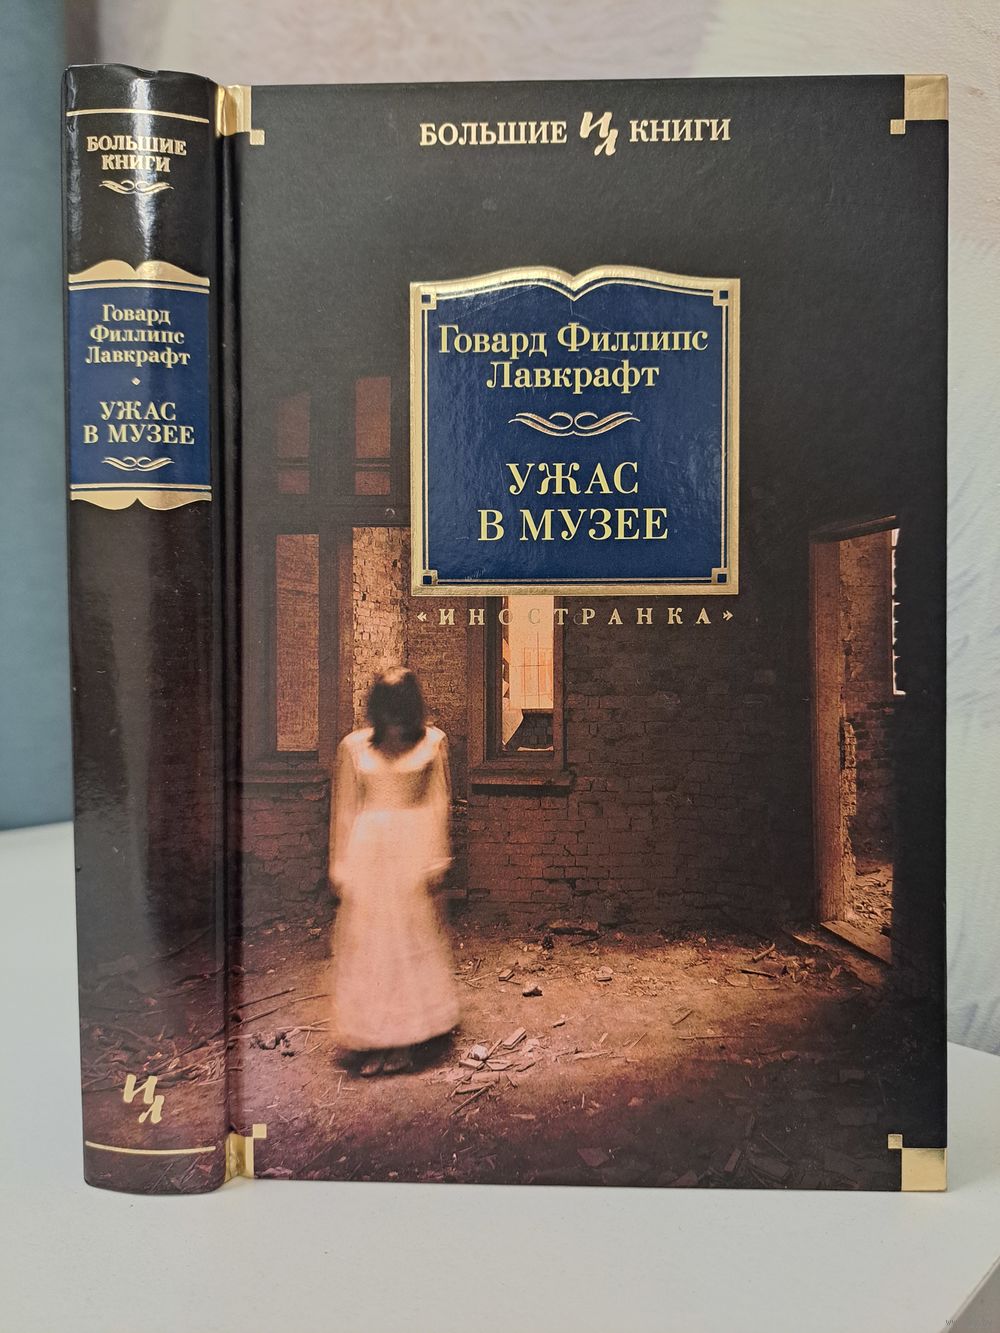 БОЛЬШИЕ
КНИГИ
Говард
Филлипс
Лавкрафт
УЖАС
В МУЗЕЕ
ИЛ
БОЛЬШИЕ ИЛ КНИГИ
Говард Филлипс
Лавкрафт
УЖАС
В МУЗЕЕ
«ИНОСТРАНКА»